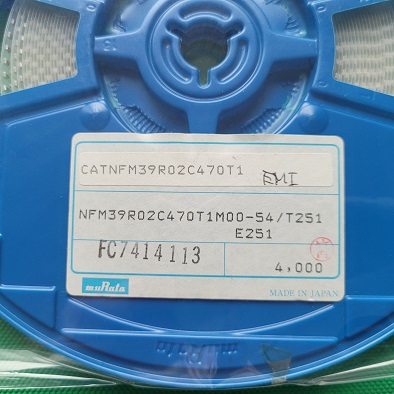 CATNFM39R02C470T1
EMI
NFM39R02C470T1M00-54/T251
E251
FC7414113
4,000
muRata
MADE IN JAPAN